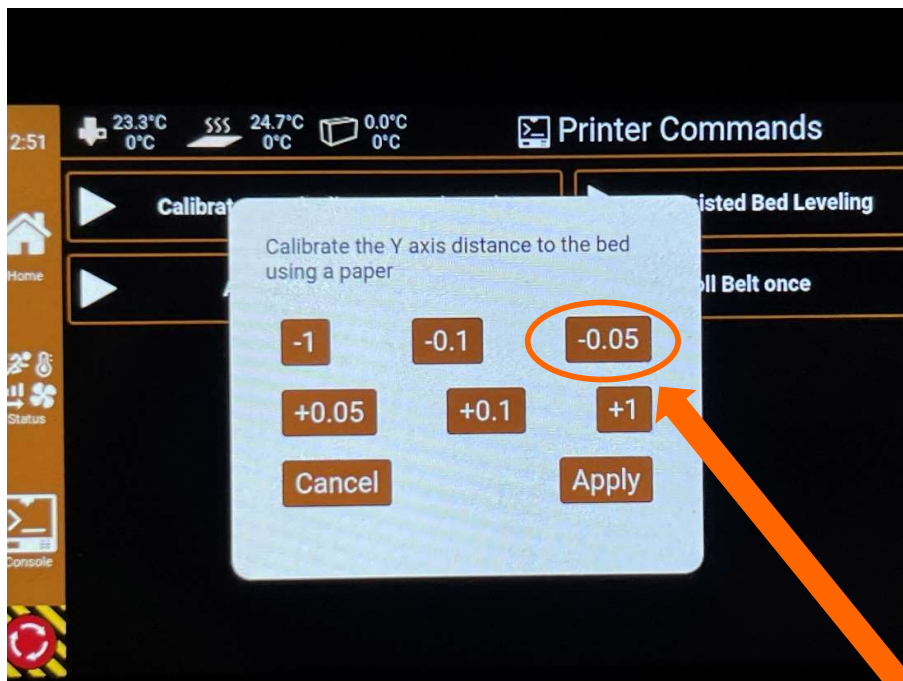 2:51
23.3°C
0°C
24.7°C
0°C
0.0°C
0°C
Printer Commands
Calibrat
isted Bed Leveling
ll Belt once
Calibrate the Y axis distance to the bed
using a paper
-1 -0.1 -0.05
+0.05 +0.1 +1
Cancel Apply
Home
Status
Console